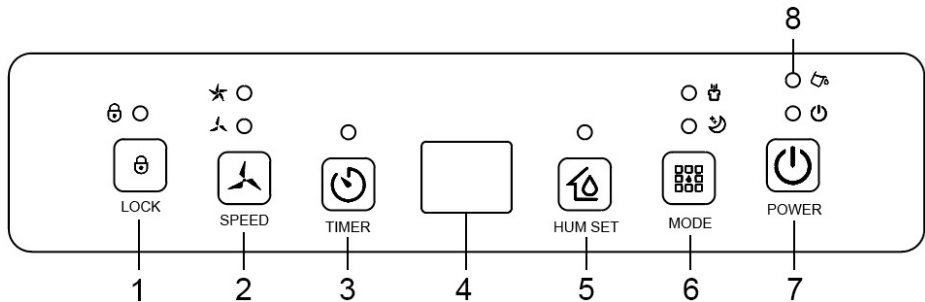 8
LOCK
SPEED
TIMER
HUM SET
MODE
POWER
1 2 3 4 5 6 7